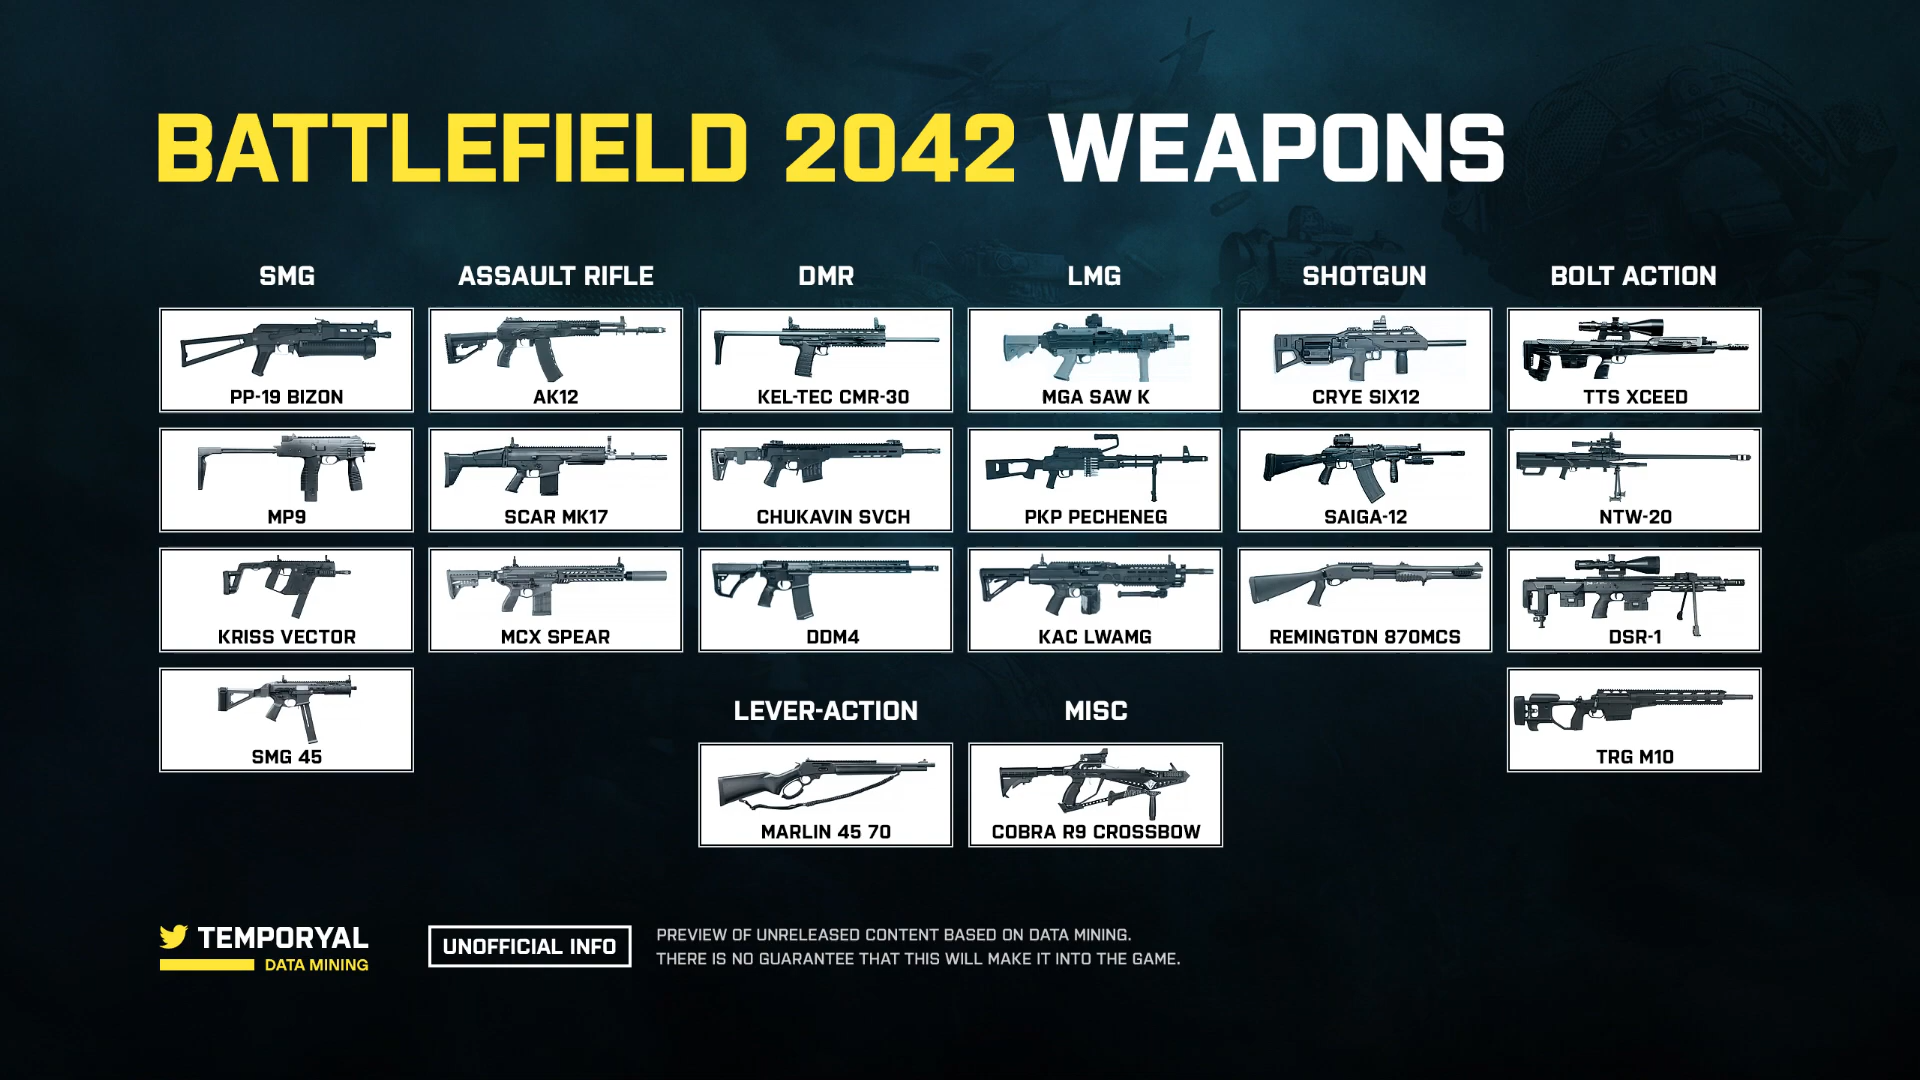 BATTLEFIELD 2042 WEAPONS
SMG
PP-19 BIZON
MP9
KRISS VECTOR
SMG 45
ASSAULT RIFLE
AK12
SCAR MK17
MCX SPEAR
DMR
KEL-TEC CMR-30
CHUKAVIN SVCH
DDM4
LMG
MGA SAW K
PKP PECHENEG
KAC LWAMG
SHOTGUN
CRYE SIX12
SAIGA-12
REMINGTON 870MCS
BOLT ACTION
TTS XCEED
NTW-20
DSR-1
TRG M10
LEVER-ACTION
MARLIN 45 70
MISC
COBRA R9 CROSSBOW
TEMPORYAL
DATA MINING
UNOFFICIAL INFO
PREVIEW OF UNRELEASED CONTENT BASED ON DATA MINING.
THERE IS NO GUARANTEE THAT THIS WILL MAKE IT INTO THE GAME.